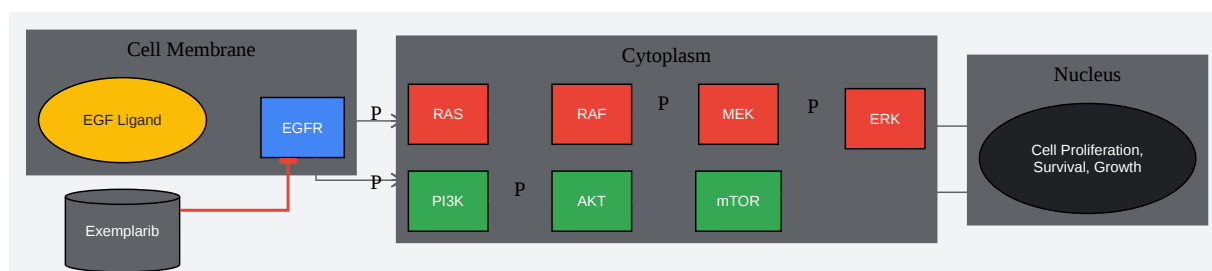 Cell Membrane
EGF Ligand
EGFR
Exemplarib
P
P
Cytoplasm
RAS
RAF
P
MEK
P
ERK
PI3K
P
AKT
mTOR
Nucleus
Cell Proliferation,
Survival, Growth